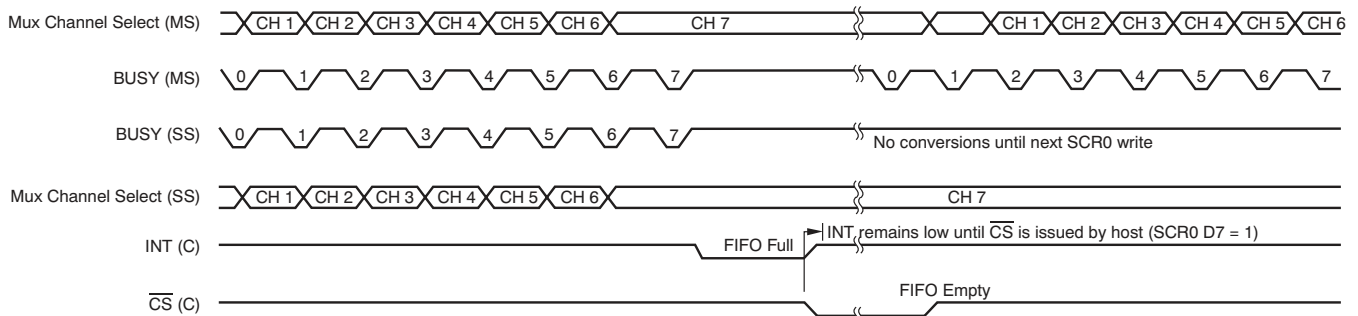 Mux Channel Select (MS) CH 1 CH 2 CH 3 CH 4 CH 5 CH 6 CH 7 CH 1 CH 2 CH 3 CH 4 CH 5 CH 6
BUSY (MS) 0 1 2 3 4 5 6 7 0 1 2 3 4 5 6 7
BUSY (SS) 0 1 2 3 4 5 6 7
No conversions until next SCR0 write
Mux Channel Select (SS) CH 1 CH 2 CH 3 CH 4 CH 5 CH 6 CH 7
INT (C) FIFO Full INT remains low until CS is issued by host (SCR0 D7 = 1)
CS (C) FIFO Empty